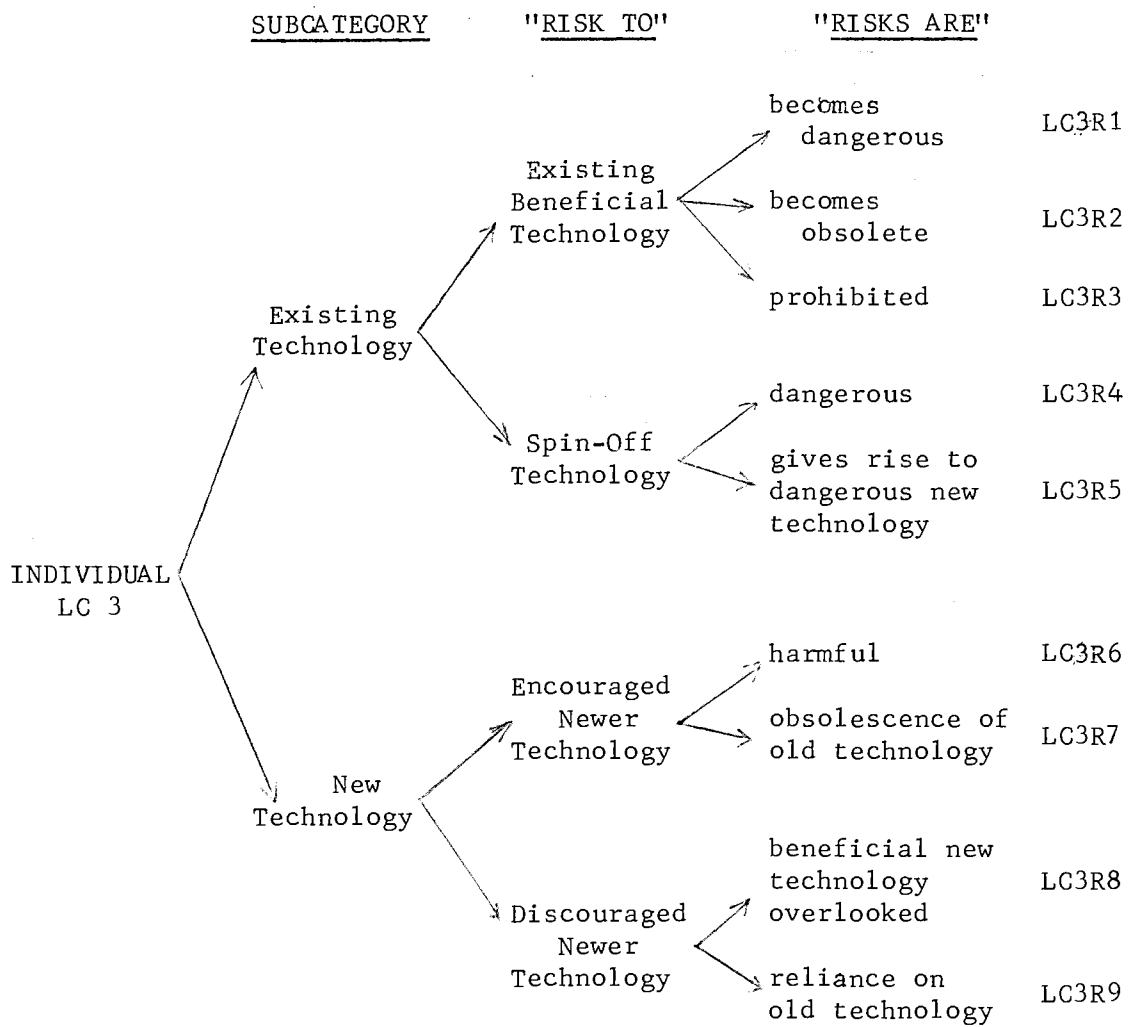 SUBCATEGORY "RISK TO" "RISKS ARE"
becomes
dangerous LC3R1
Existing
Beneficial
Technology
becomes
obsolete LC3R2
prohibited LC3R3
Existing
Technology
dangerous LC3R4
Spin-Off
Technology
gives rise to
dangerous new LC3R5
technology
INDIVIDUAL
LC 3
harmful LC3R6
Encouraged
Newer
Technology
obsolescence of
old technology LC3R7
New
Technology
beneficial new
technology LC3R8
overlooked
Discouraged
Newer
Technology
reliance on
old technology LC3R9